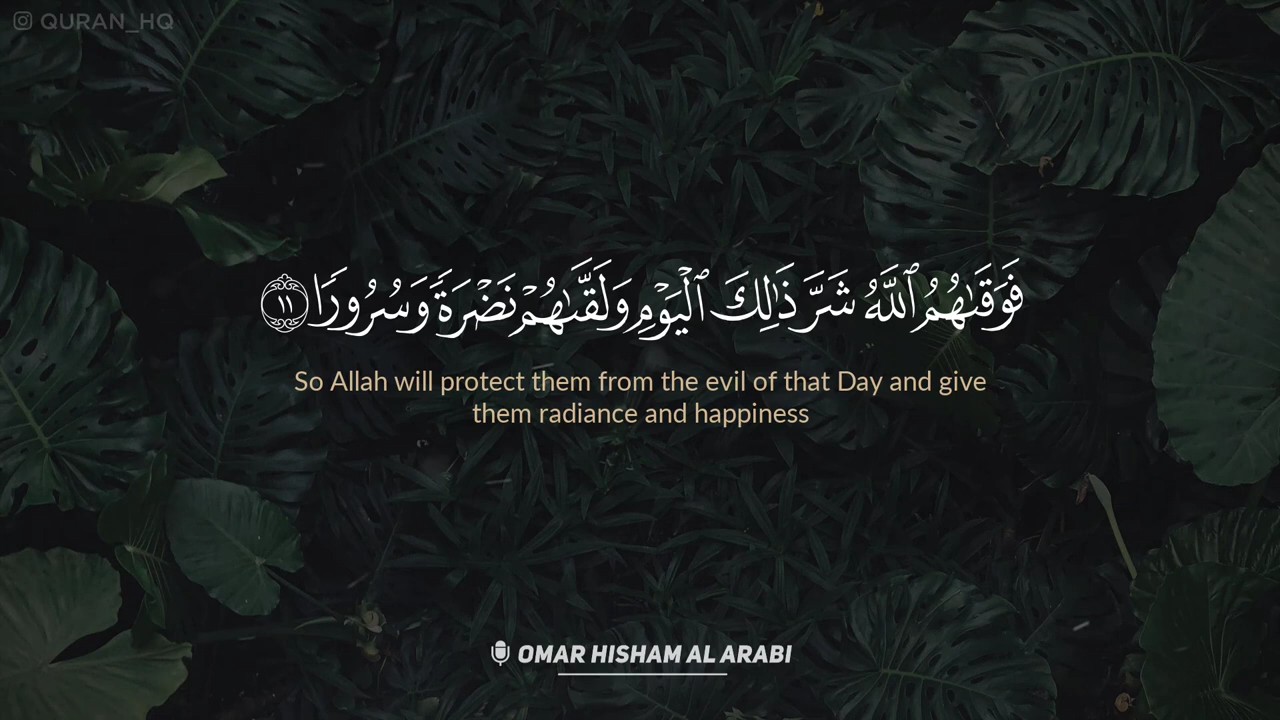 QURAN_HQ
فَوَقَىٰهُمُ ٱللَّهُ شَرَّ ذَٰلِكَ ٱلْيَوْمِ وَلَقَّىٰهُمْ نَضْرَةً وَسُرُورًا ١١
So Allah will protect them from the evil of that Day and give
them radiance and happiness
OMAR HISHAM AL ARABI